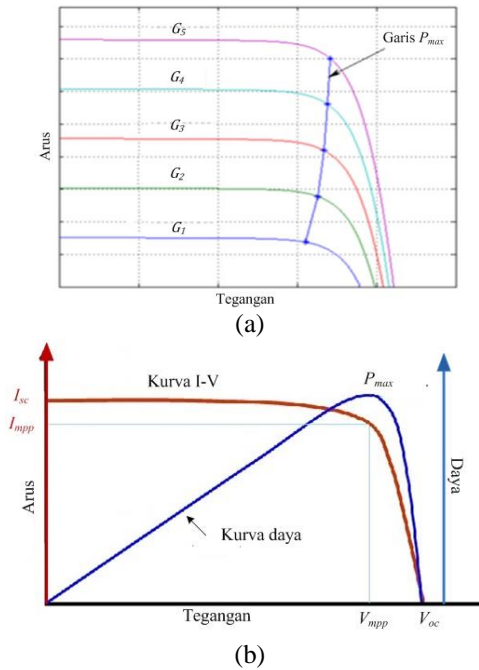 G5
Garis Pmax
G4
G3
G2
G1
Arus
Tegangan
(a)
Kurva I-V
Pmax
Isc
Impp
Arus
Daya
Kurva daya
Tegangan
Vmpp
Voc
(b)